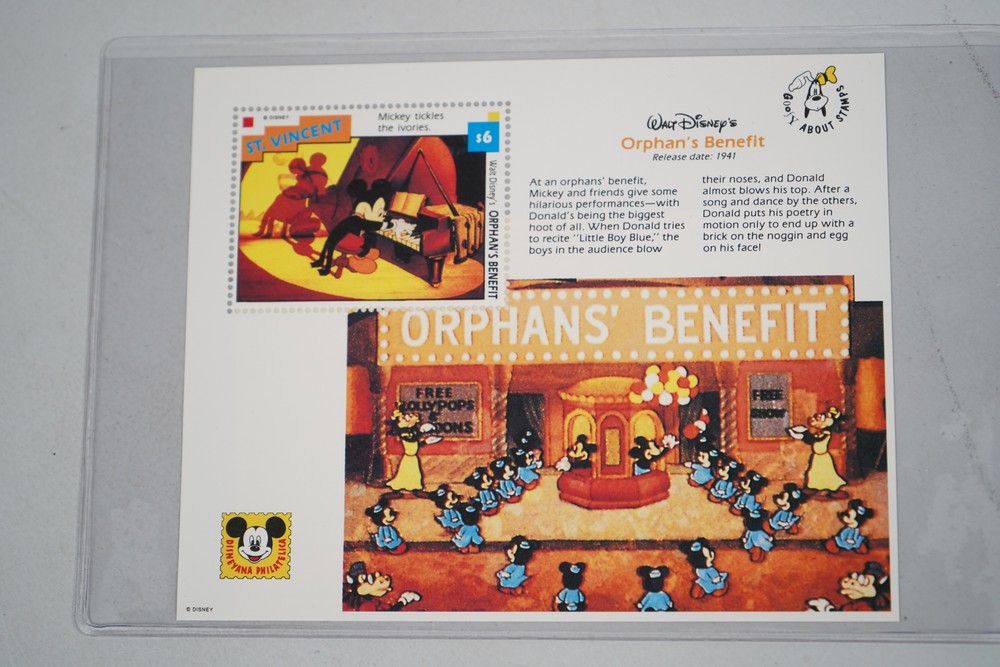 © DISNEY
Mickey tickles
the ivories.
ST. VINCENT
$6
Walt Disney's ORPHAN'S BENEFIT
GOOFY ABOUT STAMPS
WALT DISNEY'S
Orphan's Benefit
Release date: 1941
At an orphans' benefit,
Mickey and friends give some
hilarious performances—with
Donald's being the biggest
hoot of all. When Donald tries
to recite "Little Boy Blue," the
boys in the audience blow
their noses, and Donald
almost blows his top. After a
song and dance by the others,
Donald puts his poetry in
motion only to end up with a
brick on the noggin and egg
on his face!
ORPHANS' BENEFIT
FREE
LOLLYPOPS
&
FREE
SHOW
DISNEYANA PHILATELICA
© DISNEY